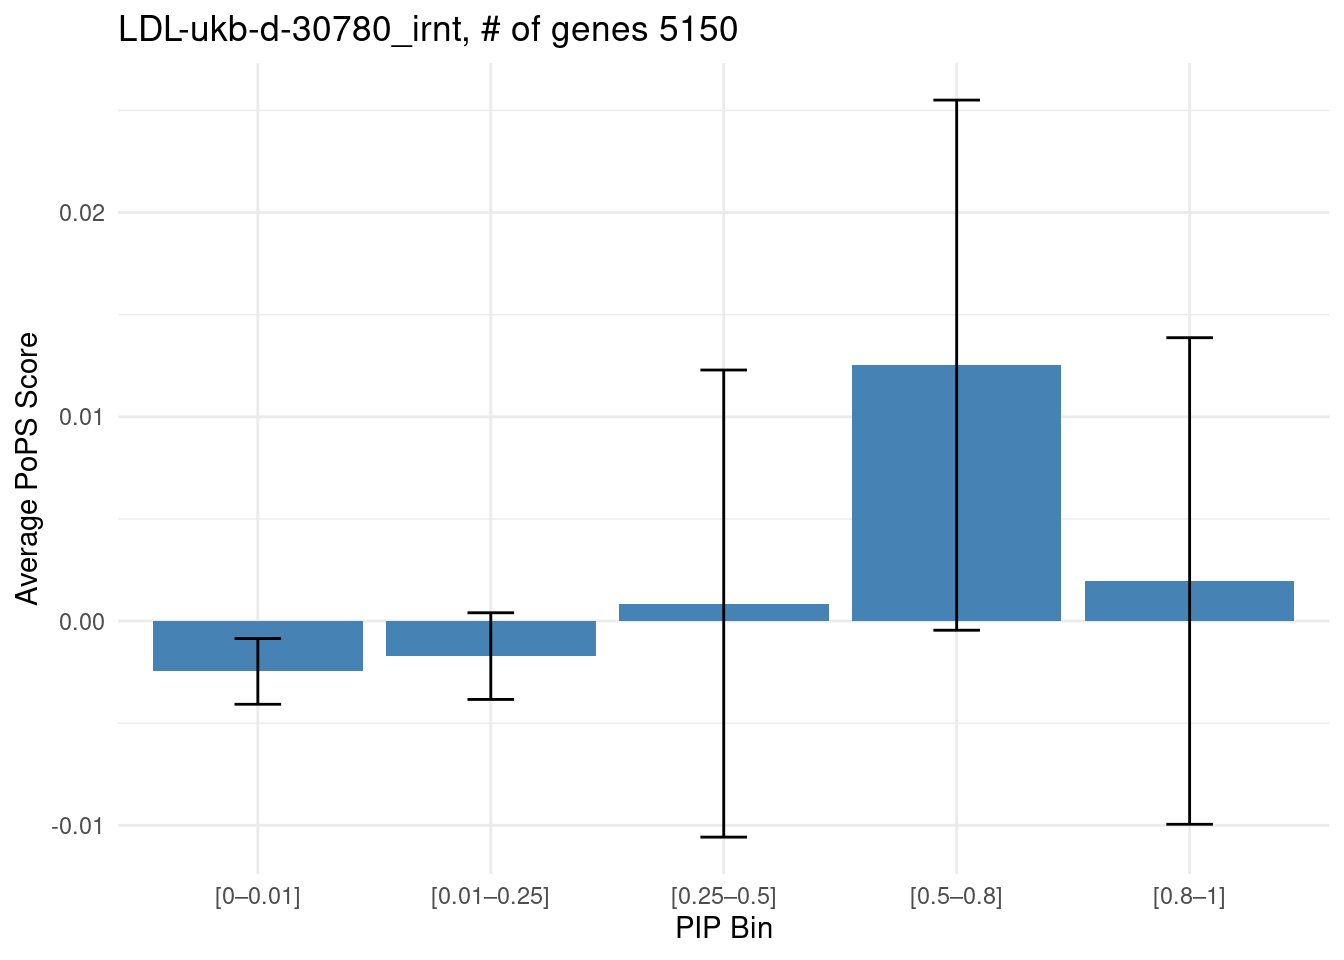 LDL-ukb-d-30780_irnt, # of genes 5150
Average PoPS Score
0.02
0.01
0.00
-0.01
[0–0.01] [0.01–0.25] [0.25–0.5] [0.5–0.8] [0.8–1]
PIP Bin